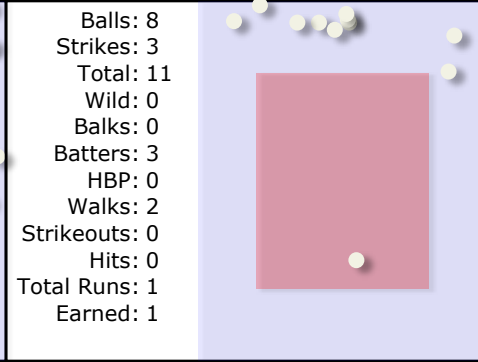 Balls: 8
Strikes: 3
Total: 11
Wild: 0
Balks: 0
Batters: 3
HBP: 0
Walks: 2
Strikeouts: 0
Hits: 0
Total Runs: 1
Earned: 1